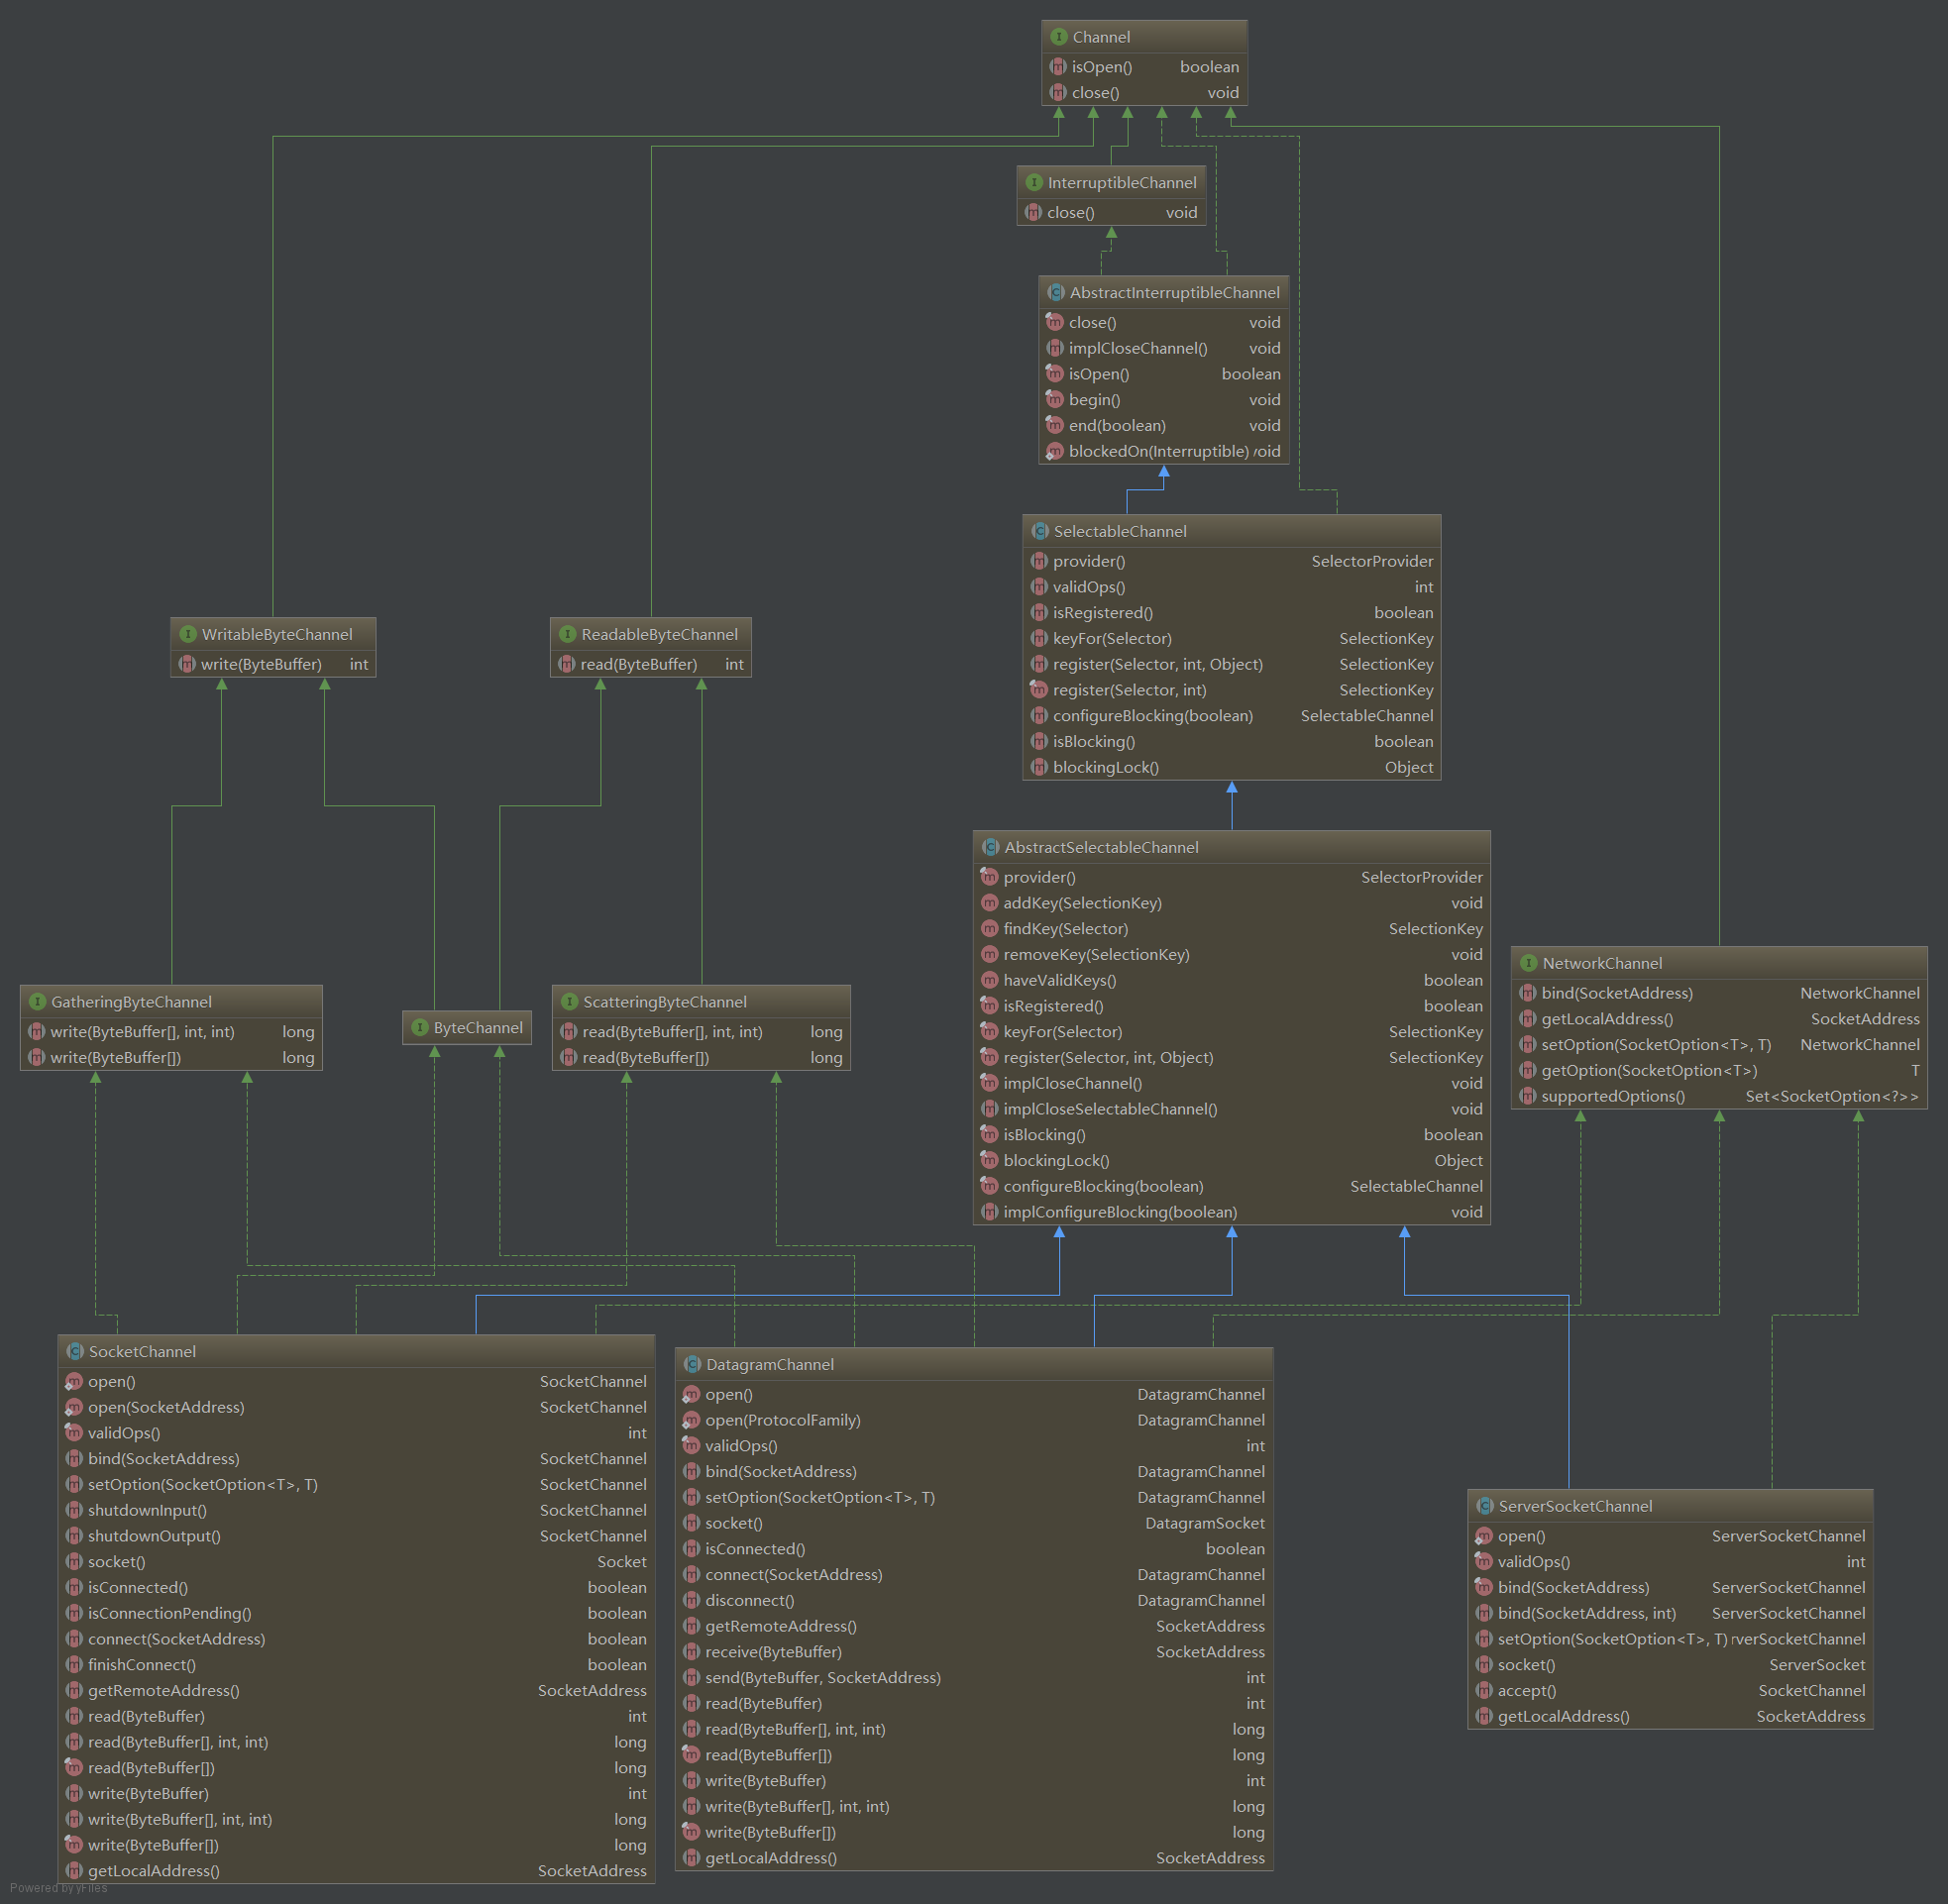 Channel
isOpen() boolean
close() void
InterruptibleChannel
close() void
AbstractInterruptibleChannel
close() void
implCloseChannel() void
isOpen() boolean
begin() void
end(boolean) void
blockedOn(Interruptible) void
SelectableChannel
provider() SelectorProvider
validOps() int
isRegistered() boolean
keyFor(Selector) SelectionKey
register(Selector, int, Object) SelectionKey
register(Selector, int) SelectionKey
configureBlocking(boolean) SelectableChannel
isBlocking() boolean
blockingLock() Object
WritableByteChannel
write(ByteBuffer) int
ReadableByteChannel
read(ByteBuffer) int
AbstractSelectableChannel
provider() SelectorProvider
addKey(SelectionKey) void
findKey(Selector) SelectionKey
removeKey(SelectionKey) void
haveValidKeys() boolean
isRegistered() boolean
keyFor(Selector) SelectionKey
register(Selector, int, Object) SelectionKey
implCloseChannel() void
implCloseSelectableChannel() void
isBlocking() boolean
blockingLock() Object
configureBlocking(boolean) SelectableChannel
implConfigureBlocking(boolean) void
NetworkChannel
bind(SocketAddress) NetworkChannel
getLocalAddress() SocketAddress
setOption(SocketOption<T>, T) NetworkChannel
getOption(SocketOption<T>) T
supportedOptions() Set<SocketOption<?>>
GatheringByteChannel
write(ByteBuffer[], int, int) long
write(ByteBuffer[]) long
ByteChannel
ScatteringByteChannel
read(ByteBuffer[], int, int) long
read(ByteBuffer[]) long
SocketChannel
open() SocketChannel
open(SocketAddress) SocketChannel
validOps() int
bind(SocketAddress) SocketChannel
setOption(SocketOption<T>, T) SocketChannel
shutdownInput() SocketChannel
shutdownOutput() SocketChannel
socket() Socket
isConnected() boolean
isConnectionPending() boolean
connect(SocketAddress) boolean
finishConnect() boolean
getRemoteAddress() SocketAddress
read(ByteBuffer) int
read(ByteBuffer[], int, int) long
read(ByteBuffer[]) long
write(ByteBuffer) int
write(ByteBuffer[], int, int) long
write(ByteBuffer[]) long
getLocalAddress() SocketAddress
DatagramChannel
open() DatagramChannel
open(ProtocolFamily) DatagramChannel
validOps() int
bind(SocketAddress) DatagramChannel
setOption(SocketOption<T>, T) DatagramChannel
socket() DatagramSocket
isConnected() boolean
connect(SocketAddress) DatagramChannel
disconnect() DatagramChannel
getRemoteAddress() SocketAddress
receive(ByteBuffer) SocketAddress
send(ByteBuffer, SocketAddress) int
read(ByteBuffer) int
read(ByteBuffer[], int, int) long
read(ByteBuffer[]) long
write(ByteBuffer) int
write(ByteBuffer[], int, int) long
write(ByteBuffer[]) long
getLocalAddress() SocketAddress
ServerSocketChannel
open() ServerSocketChannel
validOps() int
bind(SocketAddress) ServerSocketChannel
bind(SocketAddress, int) ServerSocketChannel
setOption(SocketOption<T>, T) rverSocketChannel
socket() ServerSocket
accept() SocketChannel
getLocalAddress() SocketAddress
Powered by yFiles